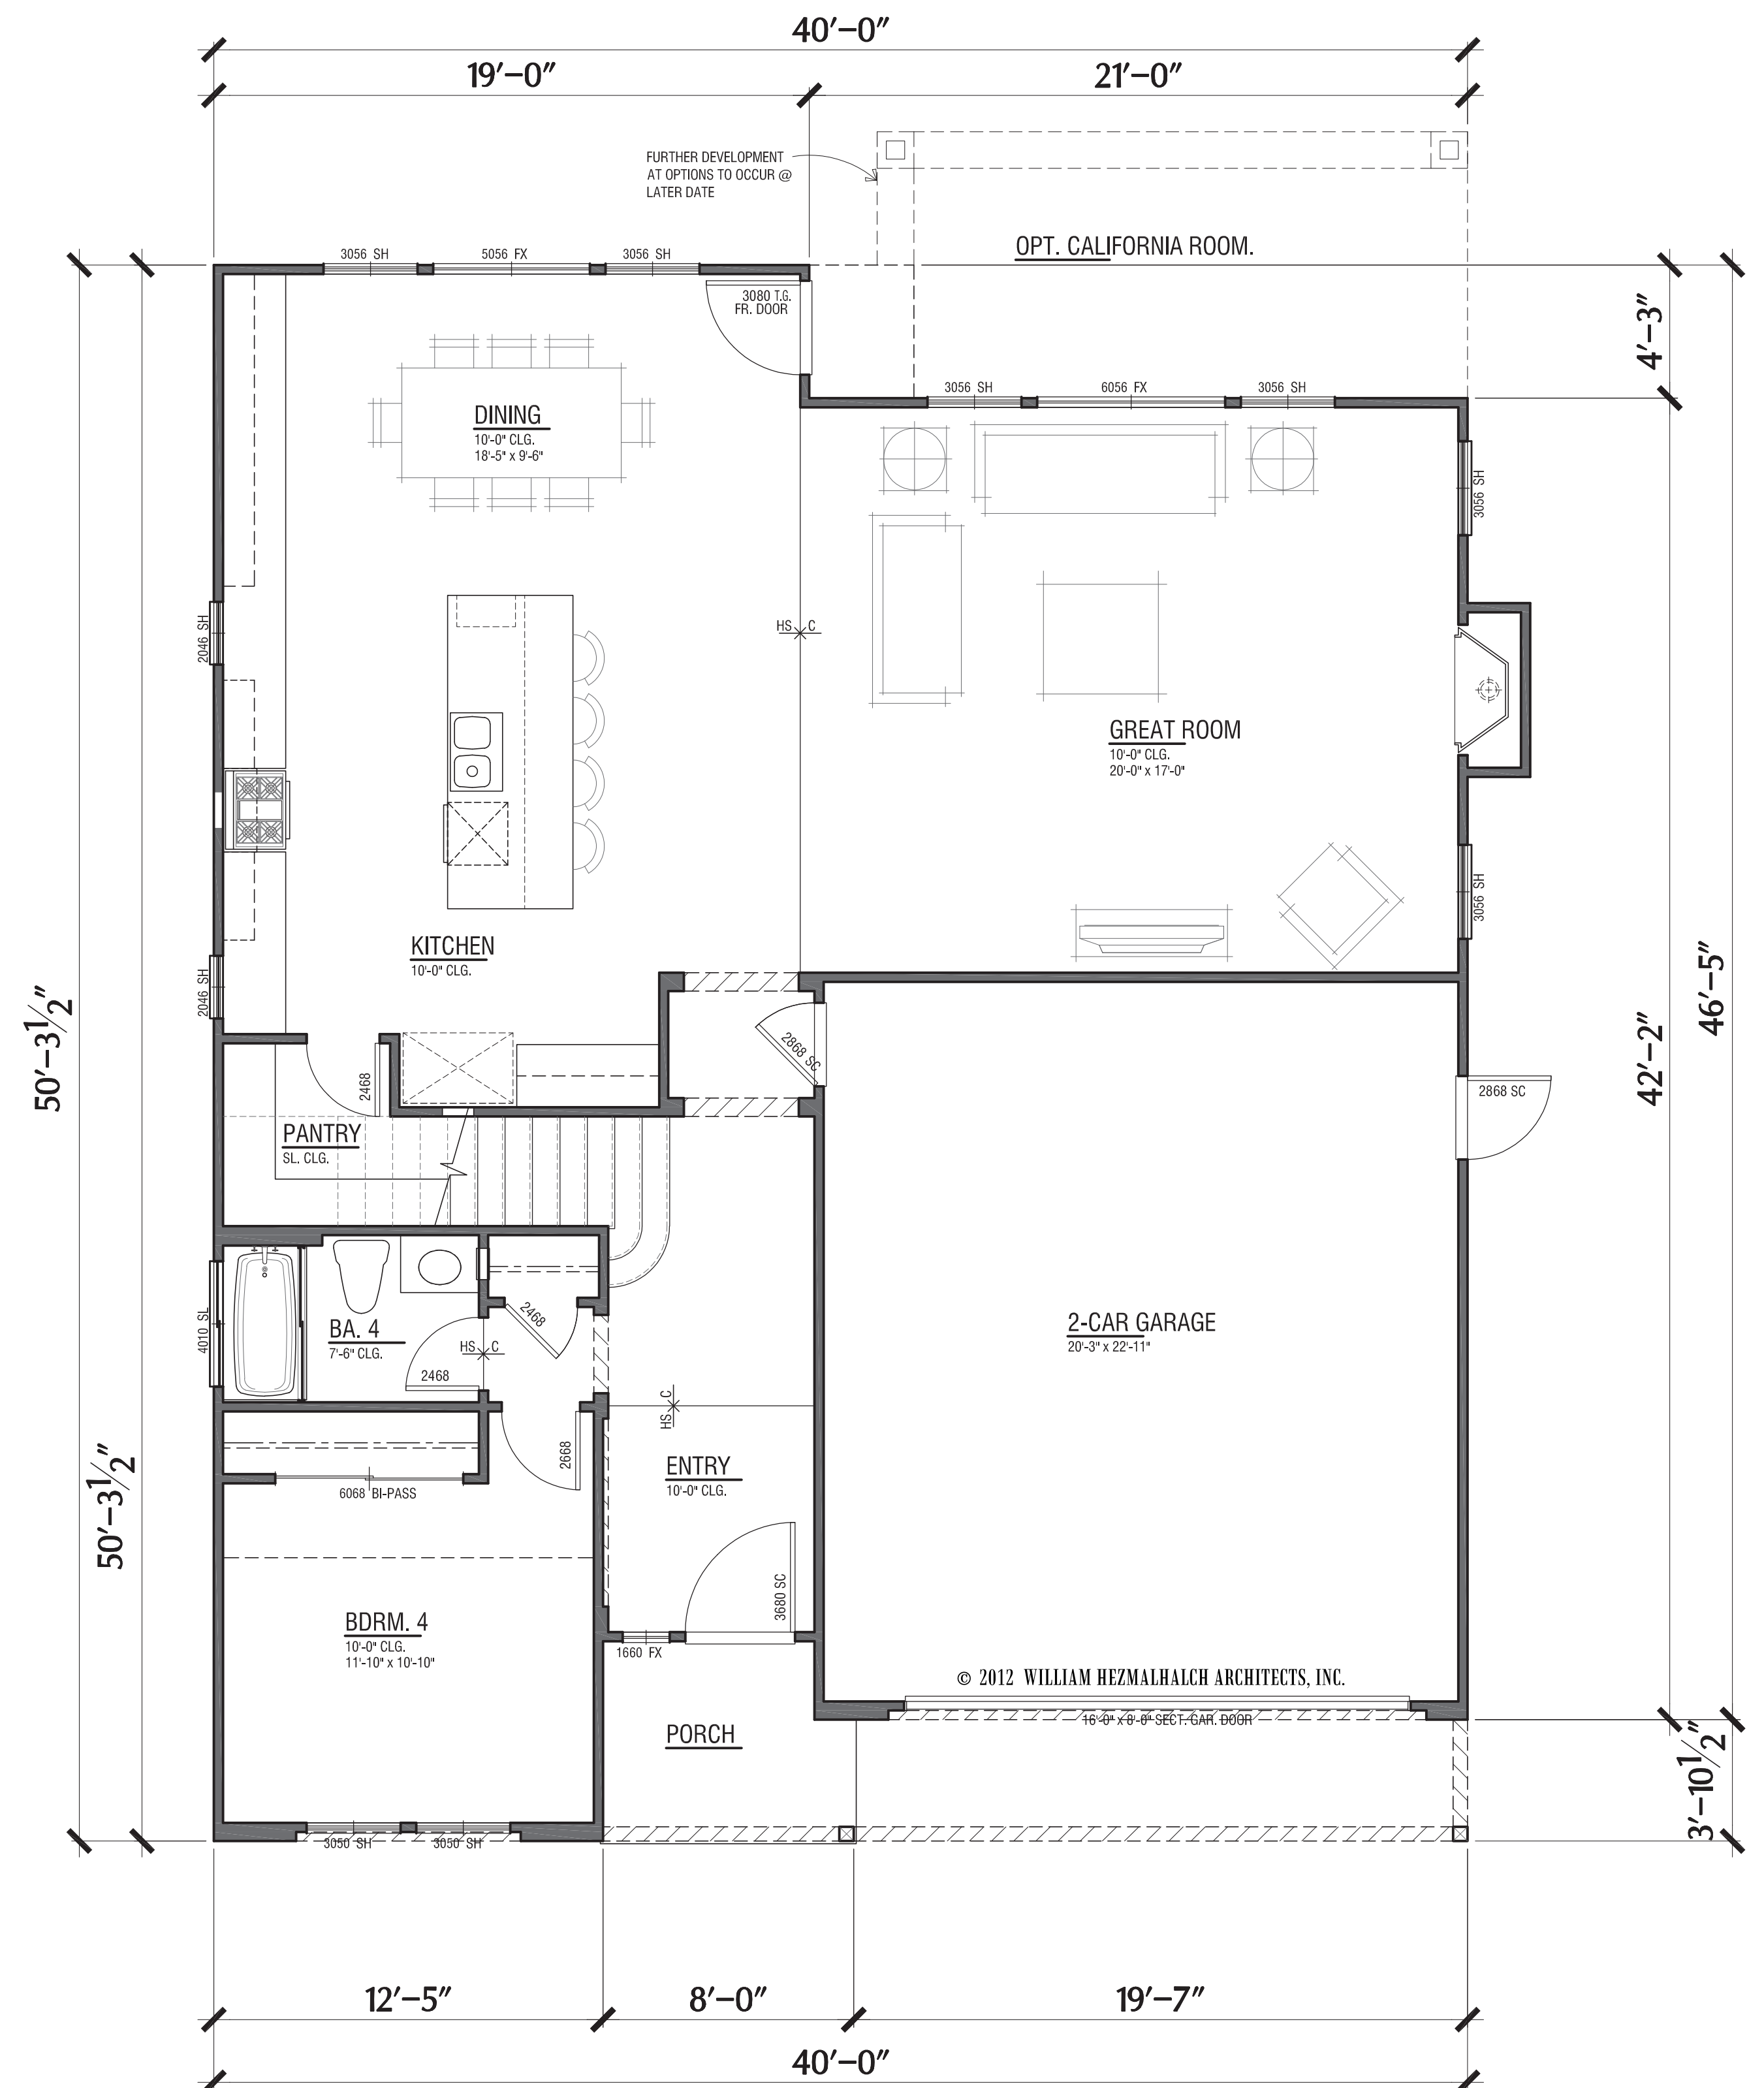 40'–0"
19'–0"
21'–0"
FURTHER DEVELOPMENT
AT OPTIONS TO OCCUR @
LATER DATE
OPT. CALIFORNIA ROOM.
3056 SH
5056 FX
3056 SH
3080 T.G.
FR. DOOR
4'–3"
3056 SH
6056 FX
3056 SH
DINING
10'-0" CLG.
18'-5" x 9'-6"
3056 SH
2046 SH
HS C
GREAT ROOM
10'-0" CLG.
20'-0" x 17'-0"
3056 SH
KITCHEN
10'-0" CLG.
2046 SH
46'–5"
50'–3 1/2"
42'–2"
2868 SC
2468
2868 SC
PANTRY
SL. CLG.
4010 SL
2468
BA. 4
7'-6" CLG.
HS C
2468
2-CAR GARAGE
20'-3" x 22'-11"
HS C
50'–3 1/2"
2668
ENTRY
10'-0" CLG.
6068 BI-PASS
3680 SC
BDRM. 4
10'-0" CLG.
11'-10" x 10'-10"
1660 FX
© 2012 WILLIAM HEZMALHALCH ARCHITECTS, INC.
16'-0" x 8'-0" SECT. GAR. DOOR
PORCH
3'–10 1/2"
3050 SH
3050 SH
12'–5"
8'–0"
19'–7"
40'–0"